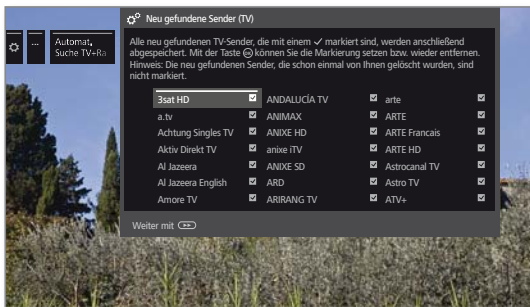 Neu gefundene Sender (TV)
...
Automat.
Suche TV+Ra
Alle neu gefundenen TV-Sender, die mit einem ✓ markiert sind, werden anschließend
abgespeichert. Mit der Taste OK können Sie die Markierung setzen bzw. wieder entfernen.
Hinweis: Die neu gefundenen Sender, die schon einmal von Ihnen gelöscht wurden, sind
nicht markiert.
3sat HD ANDALUCÍA TV arte
a.tv ANIMAX ARTE
Achtung Singles TV ANIXE HD ARTE Francais
Aktiv Direkt TV anixe iTV ARTE HD
Al Jazeera ANIXE SD Astrocanal TV
Al Jazeera English ARD Astro TV
Amore TV ARIRANG TV ATV+
Weiter mit